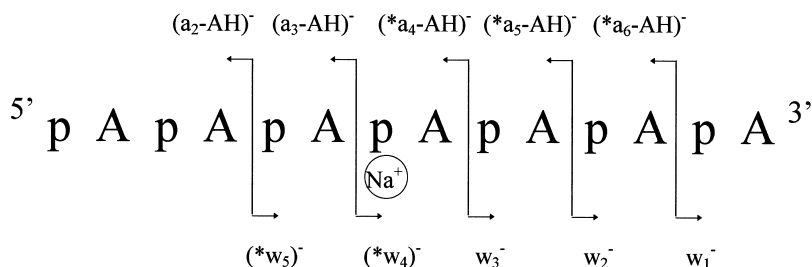 (a₂-AH)⁻ (a₃-AH)⁻ (*a₄-AH)⁻ (*a₅-AH)⁻ (*a₆-AH)⁻
5’ p A p A p A p A p A p A p A 3’
Na⁺
(*w₅)⁻ (*w₄)⁻ w₃⁻ w₂⁻ w₁⁻